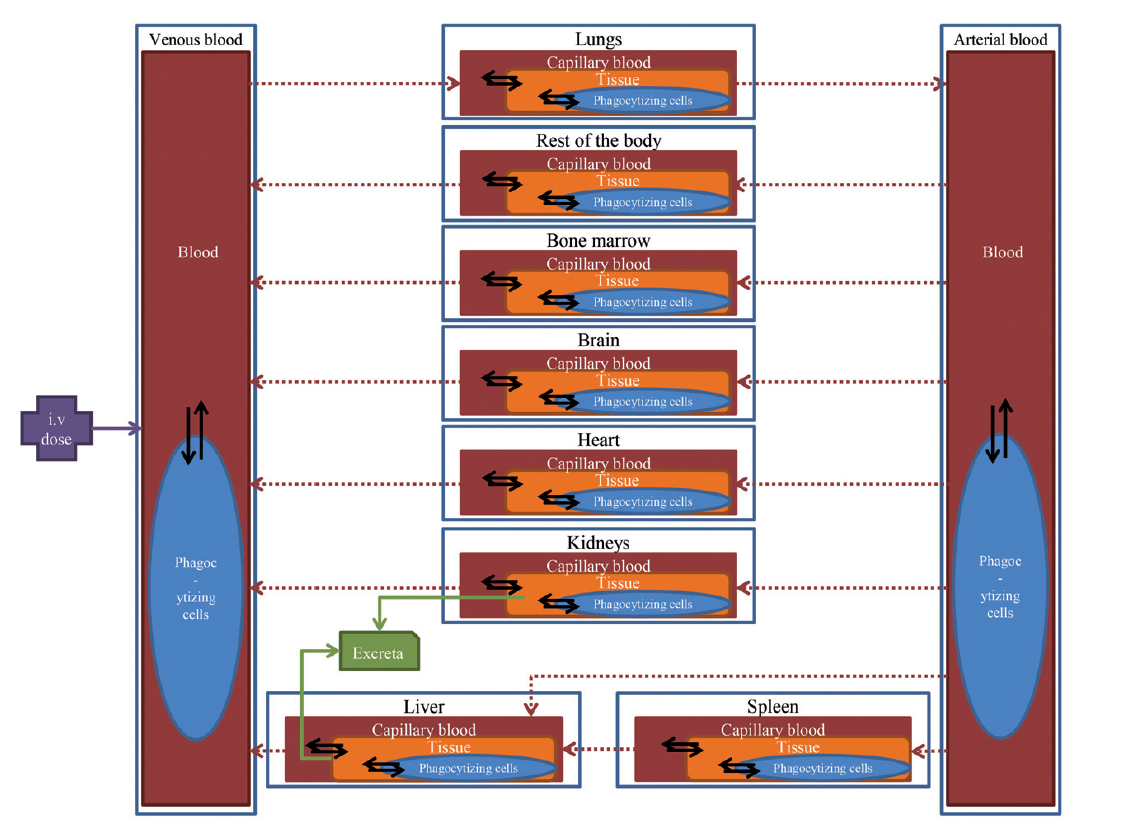 Venous blood
Blood
Phagoc
-
ytizing
cells
i.v
dose
Lungs
Capillary blood
Tissue
Phagocytizing cells
Rest of the body
Capillary blood
Tissue
Phagocytizing cells
Bone marrow
Capillary blood
Tissue
Phagocytizing cells
Brain
Capillary blood
Tissue
Phagocytizing cells
Heart
Capillary blood
Tissue
Phagocytizing cells
Kidneys
Capillary blood
Tissue
Phagocytizing cells
Excreta
Liver
Capillary blood
Tissue
Phagocytizing cells
Spleen
Capillary blood
Tissue
Phagocytizing cells
Arterial blood
Blood
Phagoc
-
ytizing
cells